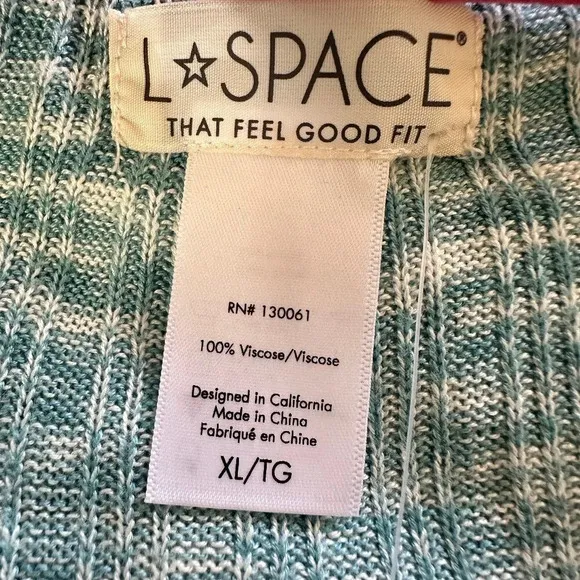 L☆SPACE®
THAT FEEL GOOD FIT
RN# 130061
100% Viscose/Viscose
Designed in California
Made in China
Fabriqué en Chine
XL/TG